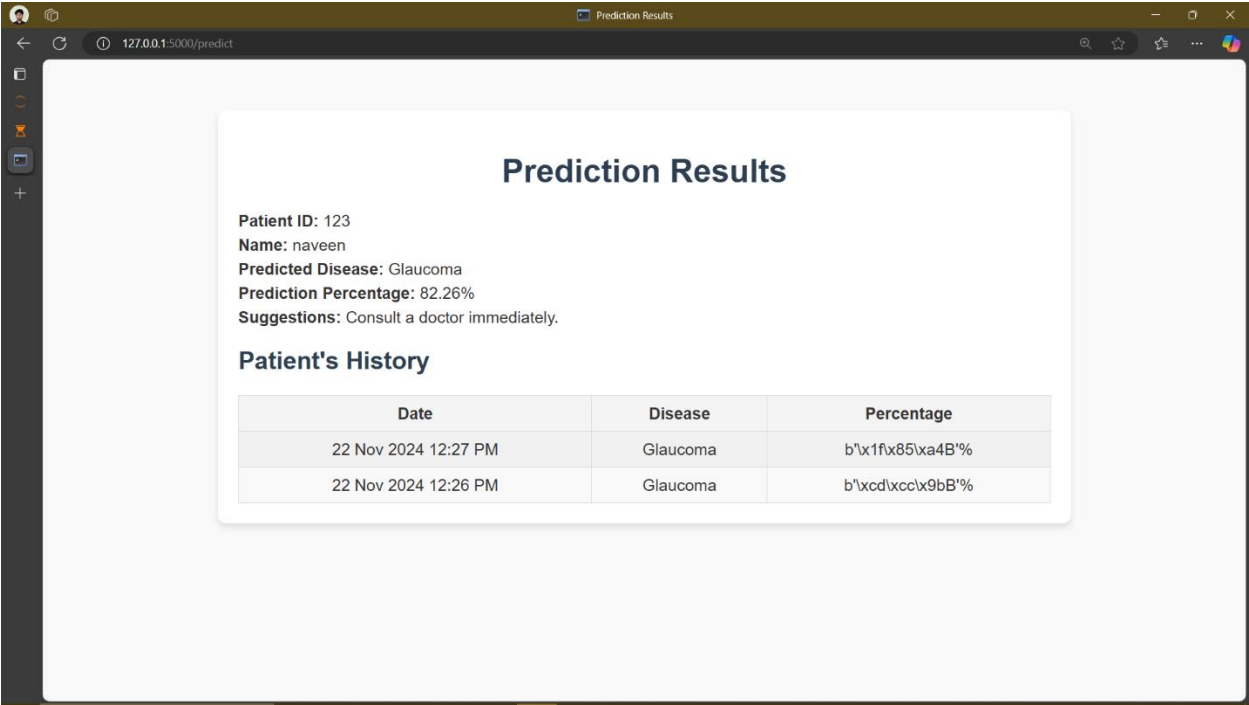 Prediction Results
127.0.0.1:5000/predict
Prediction Results
Patient ID: 123
Name: naveen
Predicted Disease: Glaucoma
Prediction Percentage: 82.26%
Suggestions: Consult a doctor immediately.
Patient's History
Date Disease Percentage
22 Nov 2024 12:27 PM Glaucoma b'\x1f\x85\xa4B'%
22 Nov 2024 12:26 PM Glaucoma b'\xcd\xcc\x9bB'%